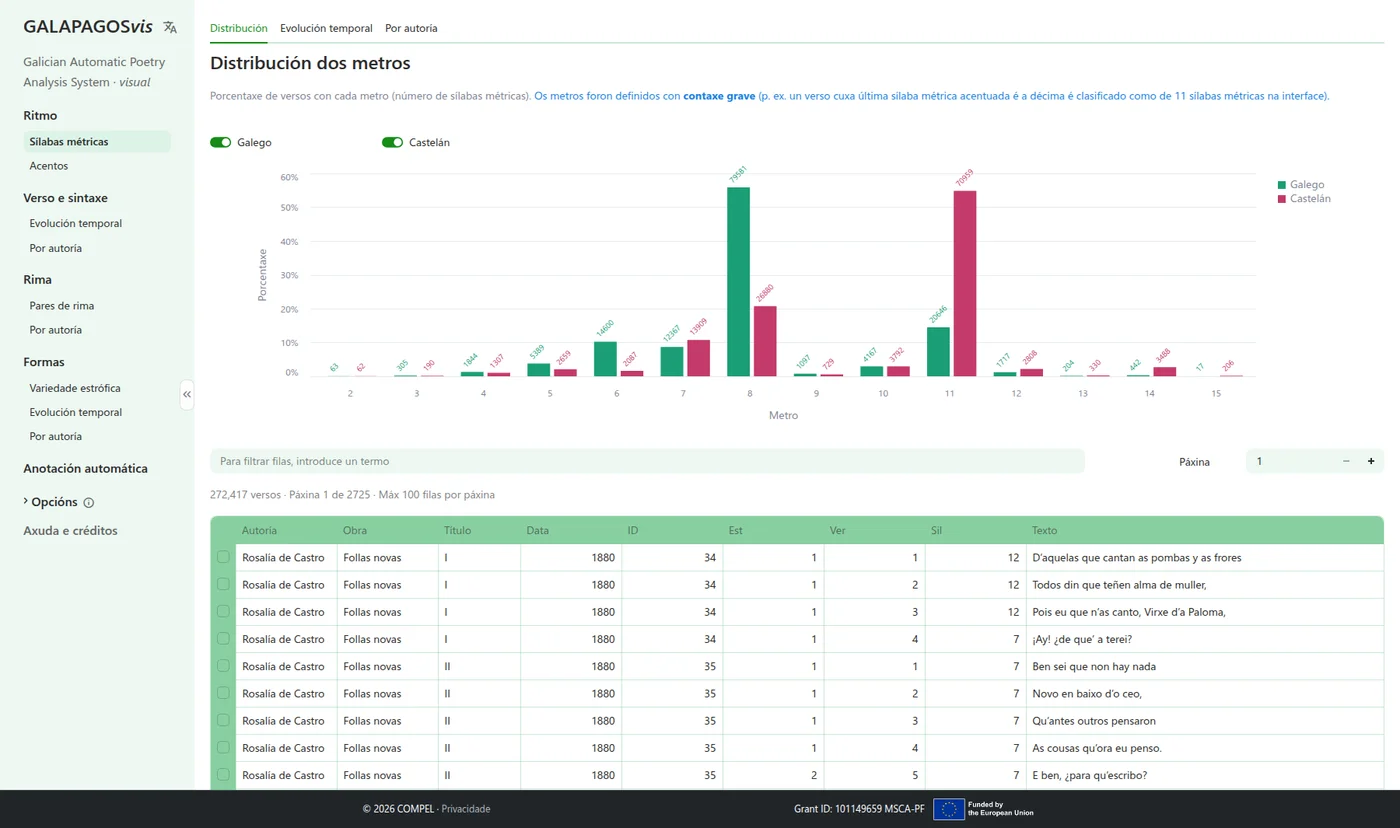 GALAPAGOSvis
Galician Automatic Poetry
Analysis System · visual
Ritmo
Sílabas métricas
Acentos
Verso e sintaxe
Evolución temporal
Por autoría
Rima
Pares de rima
Por autoría
Formas
Variedade estrófica
Evolución temporal
Por autoría
Anotación automática
Opcións
Axuda e créditos
Distribución Evolución temporal Por autoría
Distribución dos metros
Porcentaxe de versos con cada metro (número de sílabas métricas). Os metros foron definidos con contaxe grave (p. ex. un verso cuxa última sílaba métrica acentuada é a décima é clasificado como de 11 sílabas métricas na interface).
Galego Castelán
60%
50%
40%
30%
20%
10%
0%
Porcentaxe
63 62 305 190 1844 1307 5389 2659 14600 2087 12367 13909 79581 26880 1097 729 4167 3792 20646 70959 1717 2808 204 330 442 3488 17 206
2 3 4 5 6 7 8 9 10 11 12 13 14 15
Metro
Galego
Castelán
Para filtrar filas, introduce un termo
Páxina 1 − +
272,417 versos · Páxina 1 de 2725 · Máx 100 filas por páxina
Autoría Obra Título Data ID Est Ver Sil Texto
Rosalía de Castro Follas novas I 1880 34 1 1 12 D’aquelas que cantan as pombas y as frores
Rosalía de Castro Follas novas I 1880 34 1 2 12 Todos din que teñen alma de muller,
Rosalía de Castro Follas novas I 1880 34 1 3 12 Pois eu que n’as canto, Virxe d’a Paloma,
Rosalía de Castro Follas novas I 1880 34 1 4 7 ¡Ay! ¿de que’ a terei?
Rosalía de Castro Follas novas II 1880 35 1 1 7 Ben sei que non hay nada
Rosalía de Castro Follas novas II 1880 35 1 2 7 Novo en baixo d’o ceo,
Rosalía de Castro Follas novas II 1880 35 1 3 7 Qu’antes outros pensaron
Rosalía de Castro Follas novas II 1880 35 1 4 7 As cousas qu’ora eu penso.
Rosalía de Castro Follas novas II 1880 35 2 5 7 E ben, ¿para qu’escribo?
© 2026 COMPEL · Privacidade
Grant ID: 101149659 MSCA-PF
Funded by
the European Union